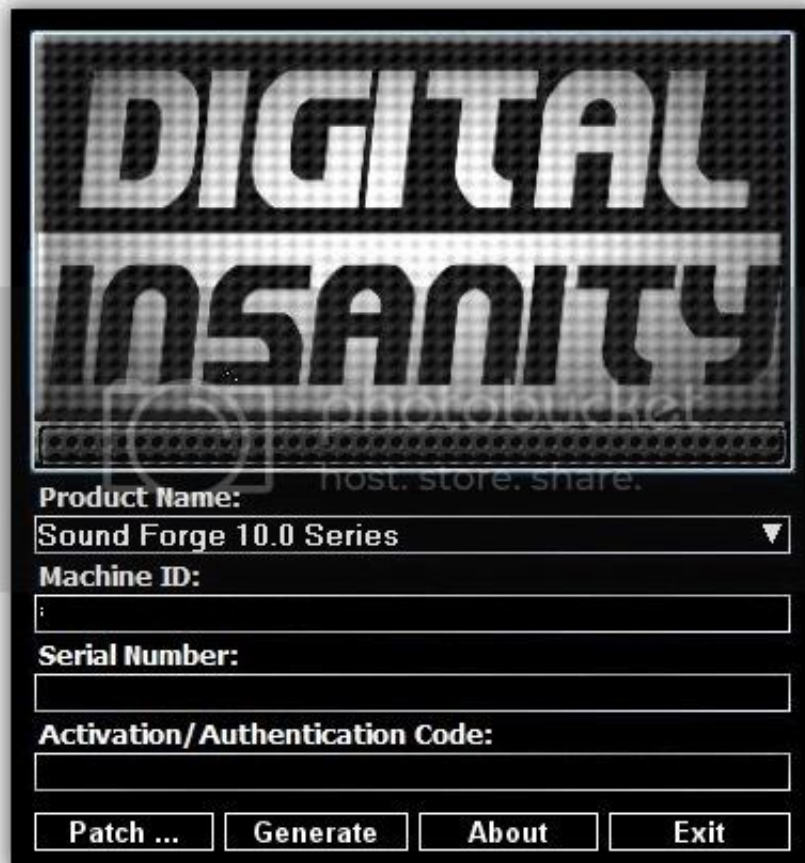 DIGITAL
INSANITY
photobucket
host. store. share.
Product Name:
Sound Forge 10.0 Series
Machine ID:
Serial Number:
Activation/Authentication Code:
Patch ...
Generate
About
Exit